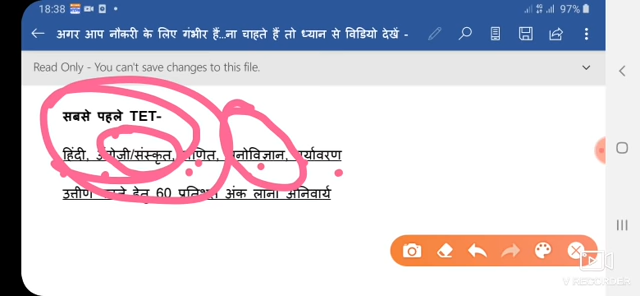 18:38 97%
अगर आप नौकरी के लिए गंभीर हैं...ना चाहते हैं तो ध्यान से विडियो देखें -
Read Only - You can't save changes to this file.
सबसे पहले TET-
हिंदी, अंग्रेजी/संस्कृत, गणित, मनोविज्ञान, पर्यावरण
उत्तीर्ण करने हेतु 60 प्रतिशत अंक लाना अनिवार्य
V RECORDER